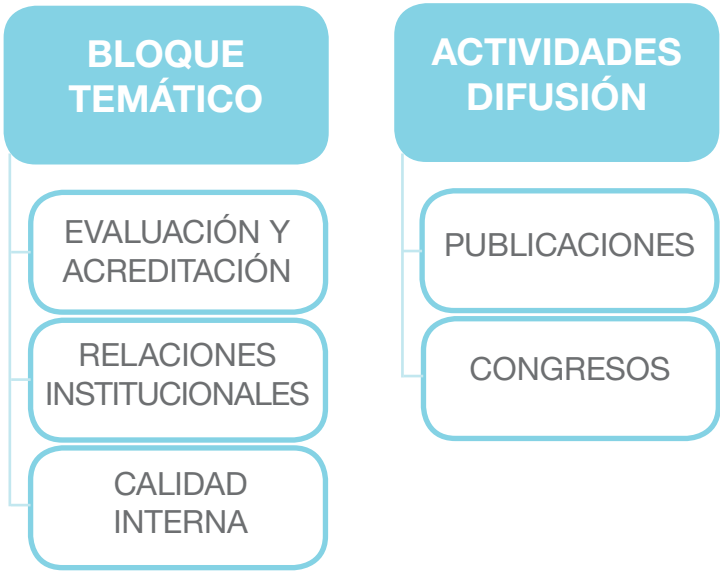 BLOQUE
TEMÁTICO
EVALUACIÓN Y
ACREDITACIÓN
RELACIONES
INSTITUCIONALES
CALIDAD
INTERNA
ACTIVIDADES
DIFUSIÓN
PUBLICACIONES
CONGRESOS